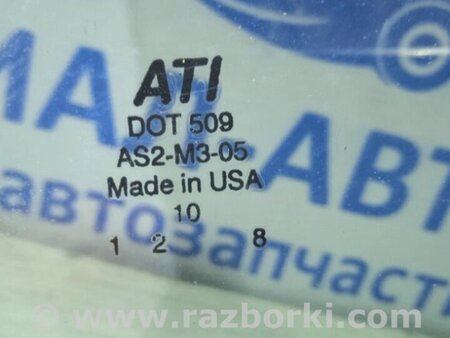 ATI
DOT 509
AS2-M3-05
Made in USA
10
1 2 8
автозапчасти
www.razborki.com